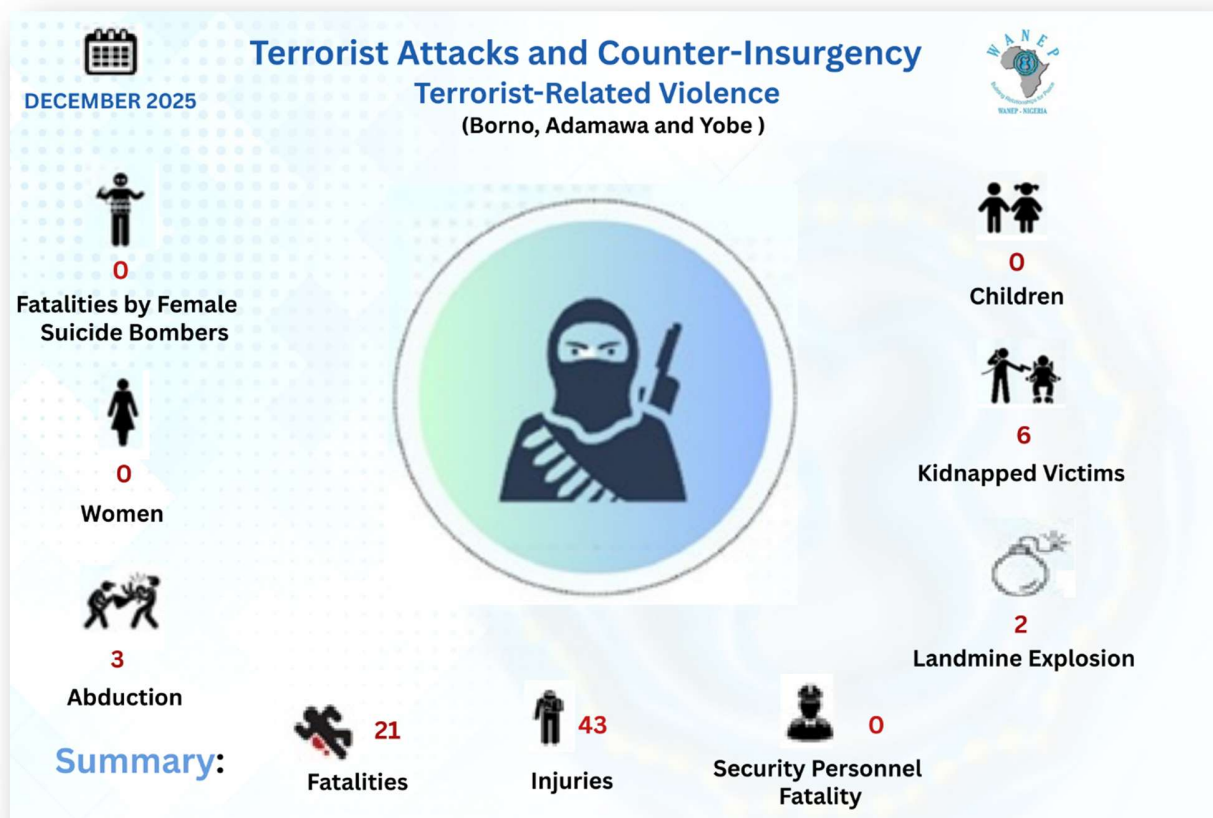 DECEMBER 2025
Terrorist Attacks and Counter-Insurgency
Terrorist-Related Violence
(Borno, Adamawa and Yobe )
WANEP
WANEP - NIGERIA
0
Fatalities by Female
Suicide Bombers
0
Women
3
Abduction
0
Children
6
Kidnapped Victims
2
Landmine Explosion
Summary:
21
Fatalities
43
Injuries
0
Security Personnel
Fatality